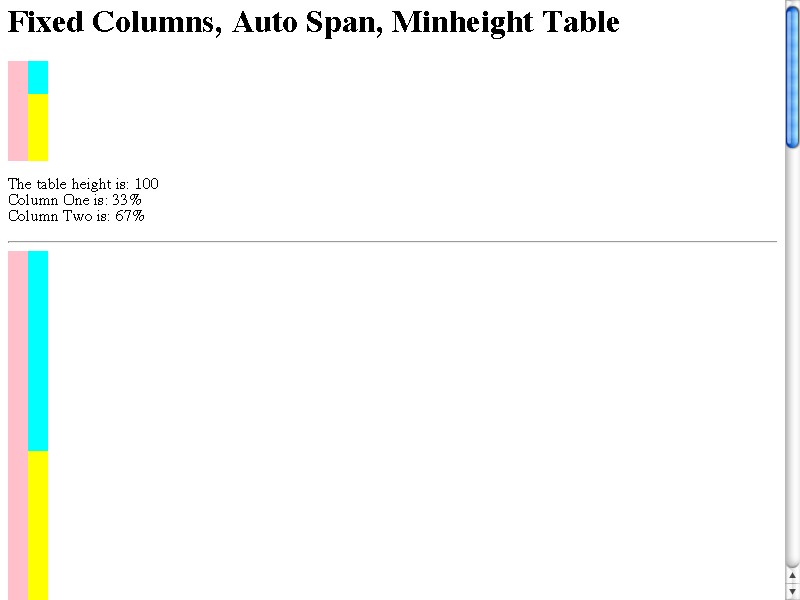 Fixed Columns, Auto Span, Minheight Table
The table height is: 100
Column One is: 33%
Column Two is: 67%